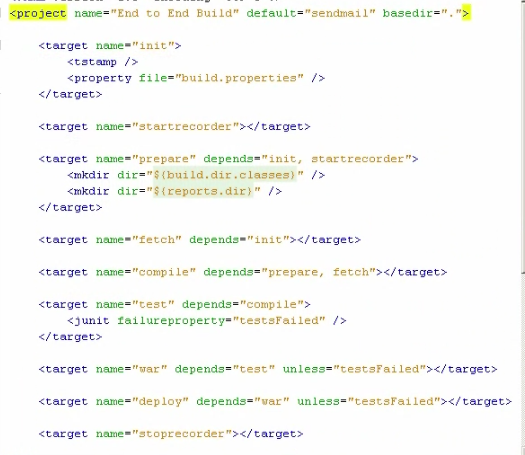 <project name="End to End Build" default="sendmail" basedir=".">
<target name="init">
<tstamp />
<property file="build.properties" />
</target>
<target name="startrecorder"></target>
<target name="prepare" depends="init, startrecorder">
<mkdir dir="${build.dir.classes}" />
<mkdir dir="${reports.dir}" />
</target>
<target name="fetch" depends="init"></target>
<target name="compile" depends="prepare, fetch"></target>
<target name="test" depends="compile">
<junit failureproperty="testsFailed" />
</target>
<target name="war" depends="test" unless="testsFailed"></target>
<target name="deploy" depends="war" unless="testsFailed"></target>
<target name="stoprecorder"></target>